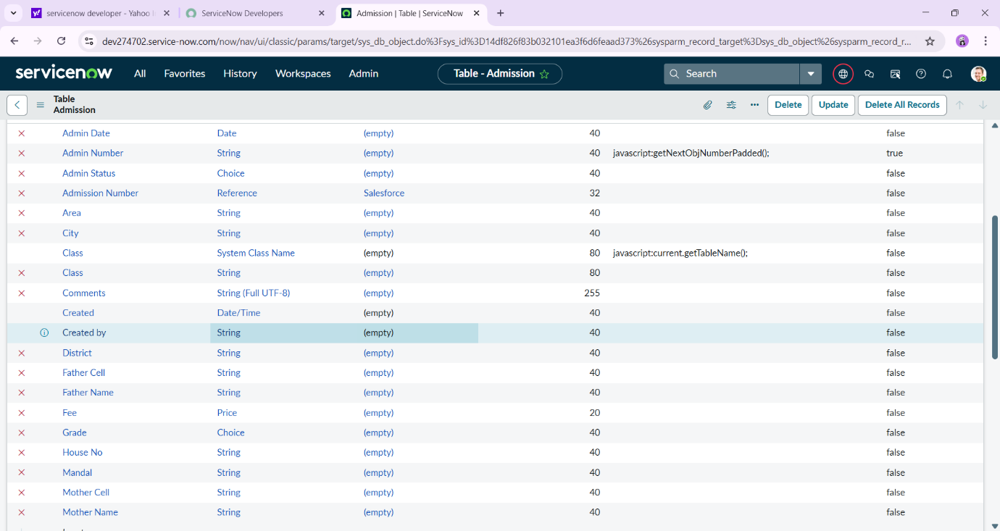 servicenow developer - Yahoo
ServiceNow Developers
Admission | Table | ServiceNow
dev274702.service-now.com/now/nav/ui/classic/params/target/sys_db_object.do%3Fsys_id%3D14df826f83b032101ea3f6d6feaad373%26sysparm_record_target%3Dsys_db_object%26sysparm_record_r...
servicenow All Favorites History Workspaces Admin Table - Admission Search
Table
Admission
Delete Update Delete All Records
Admin Date Date (empty) 40 false
Admin Number String (empty) 40 javascript:getNextObjNumberPadded(); true
Admin Status Choice (empty) 40 false
Admission Number Reference Salesforce 32 false
Area String (empty) 40 false
City String (empty) 40 false
Class System Class Name (empty) 80 javascript:current.getTableName(); false
Class String (empty) 80 false
Comments String (Full UTF-8) (empty) 255 false
Created Date/Time (empty) 40 false
Created by String (empty) 40 false
District String (empty) 40 false
Father Cell String (empty) 40 false
Father Name String (empty) 40 false
Fee Price (empty) 20 false
Grade Choice (empty) 40 false
House No String (empty) 40 false
Mandal String (empty) 40 false
Mother Cell String (empty) 40 false
Mother Name String (empty) 40 false